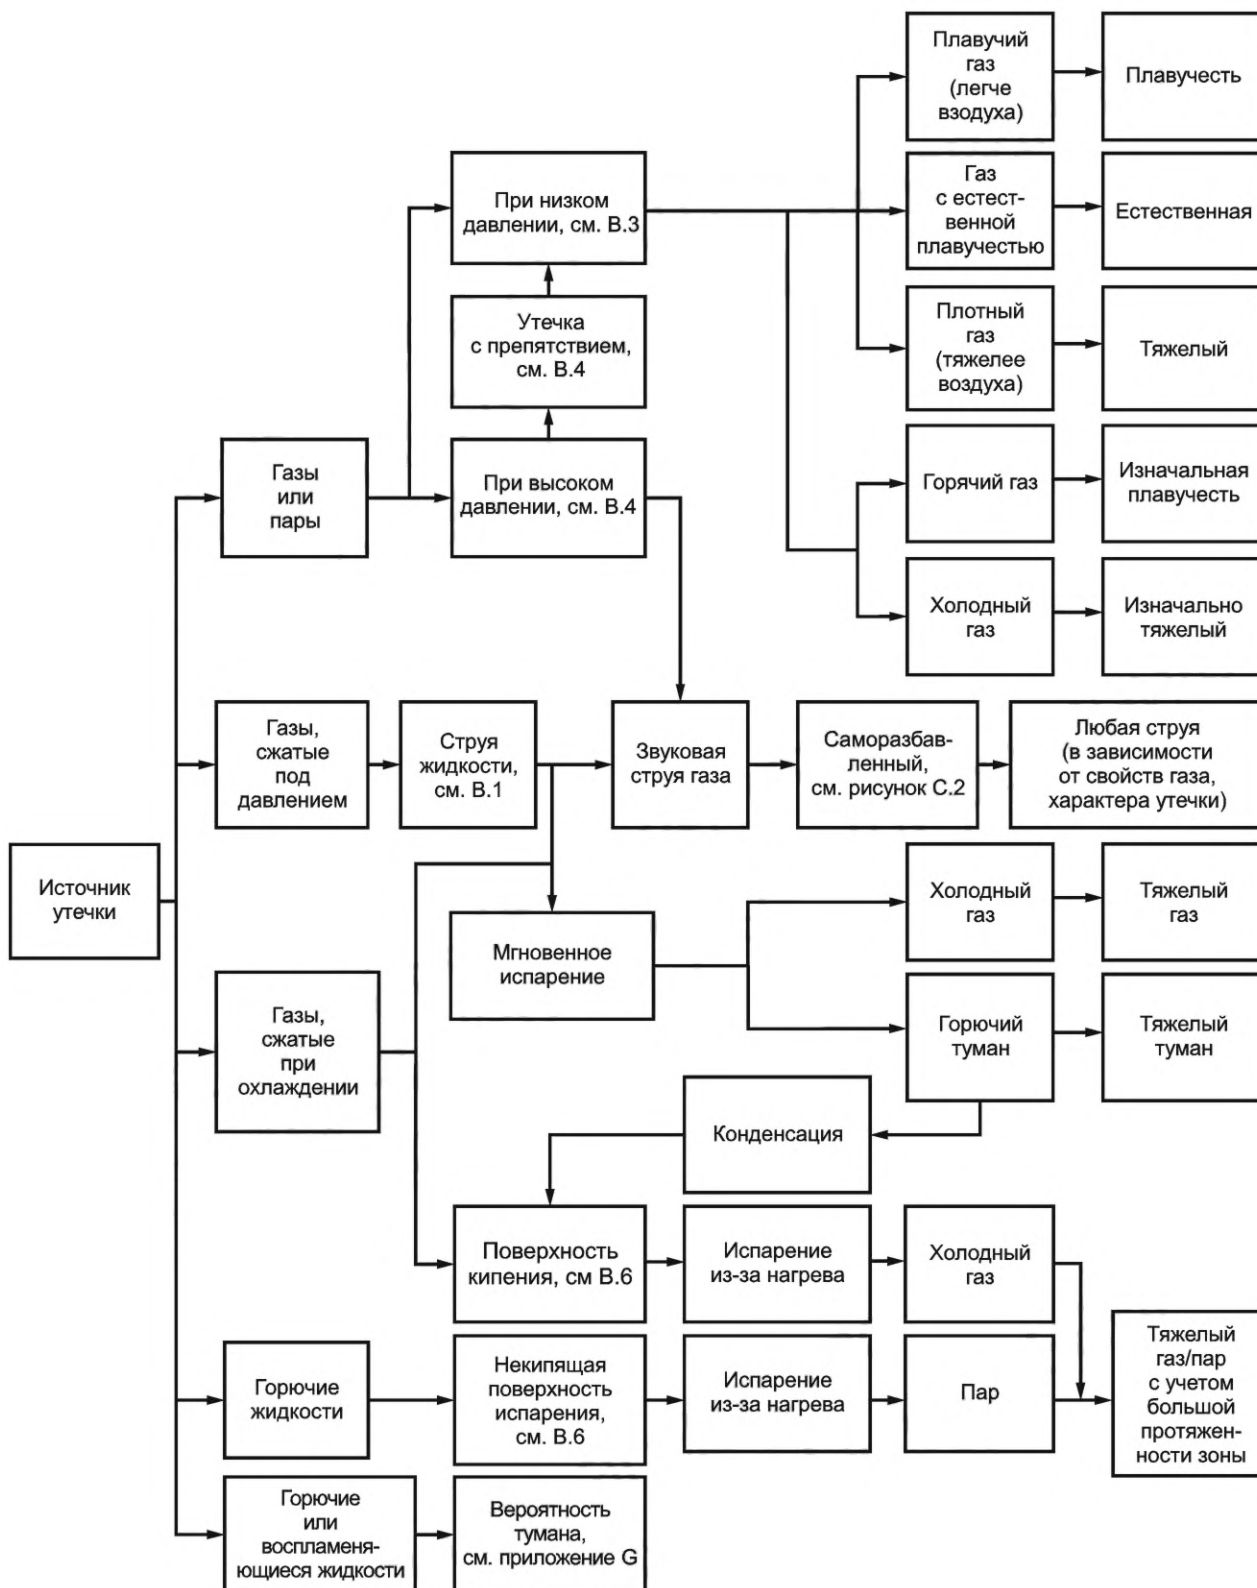 Плавучий
газ
(легче
взодуха)
Плавучесть
При низком
давлении, см. В.3
Газ
с естест-
венной
плавучестью
Естественная
Утечка
с препятствием,
см. В.4
Плотный
газ
(тяжелее
воздуха)
Тяжелый
Газы
или
пары
При высоком
давлении, см. В.4
Горячий газ
Изначальная
плавучесть
Холодный
газ
Изначально
тяжелый
Газы,
сжатые
под
давлением
Струя
жидкости,
см. В.1
Звуковая
струя газа
Саморазбав-
ленный,
см. рисунок С.2
Любая струя
(в зависимости
от свойств газа,
характера утечки)
Источник
утечки
Мгновенное
испарение
Холодный
газ
Тяжелый
газ
Газы,
сжатые
при
охлаждении
Горючий
туман
Тяжелый
туман
Конденсация
Поверхность
кипения, см В.6
Испарение
из-за нагрева
Холодный
газ
Горючие
жидкости
Некипящая
поверхность
испарения,
см. В.6
Испарение
из-за нагрева
Пар
Тяжелый
газ/пар
с учетом
большой
протяжен-
ности зоны
Горючие
или
воспламеня-
ющиеся жидкости
Вероятность
тумана,
см. приложение G